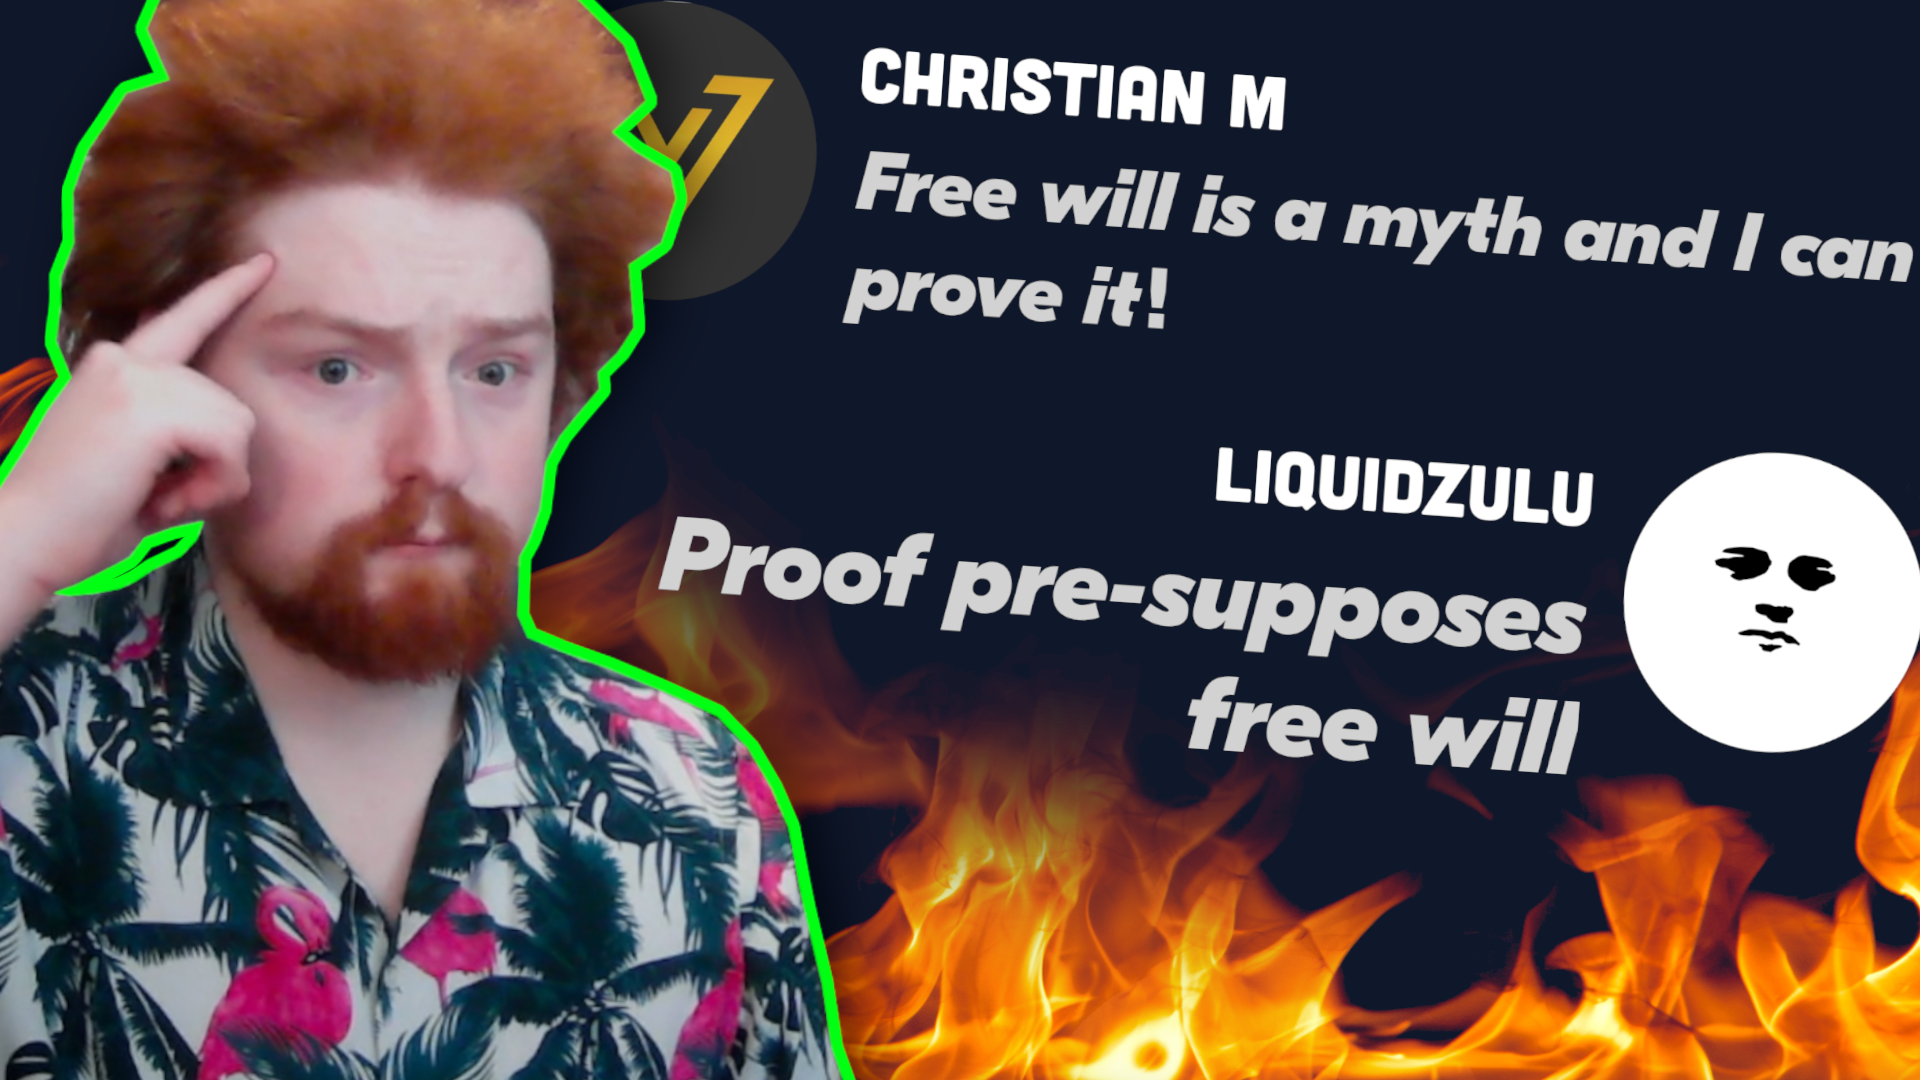 CHRISTIAN M
Free will is a myth and I can
prove it!
LIQUIDZULU
Proof pre-supposes
free will